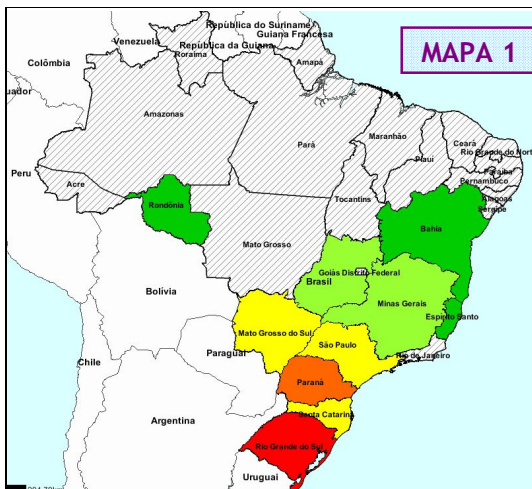 MAPA 1
República do Suriname
Guiana Francesa
Venezuela
República da Guiana
Roraima
Colômbia
Amapá
Amazonas
Pará
Maranhão
Ceará
Rio Grande do Nort
Piauí
Paraíba
Pernambuco
Peru
Acre
Alagoas
Sergipe
Rondônia
Tocantins
Bahia
Mato Grosso
Goiás
Distrito Federal
Brasil
Bolívia
Minas Gerais
Espírito Santo
Mato Grosso do Sul
São Paulo
Paraguai
Rio de Janeiro
Chile
Paraná
Santa Catarin
Argentina
Rio Grande do Sul
Uruguai